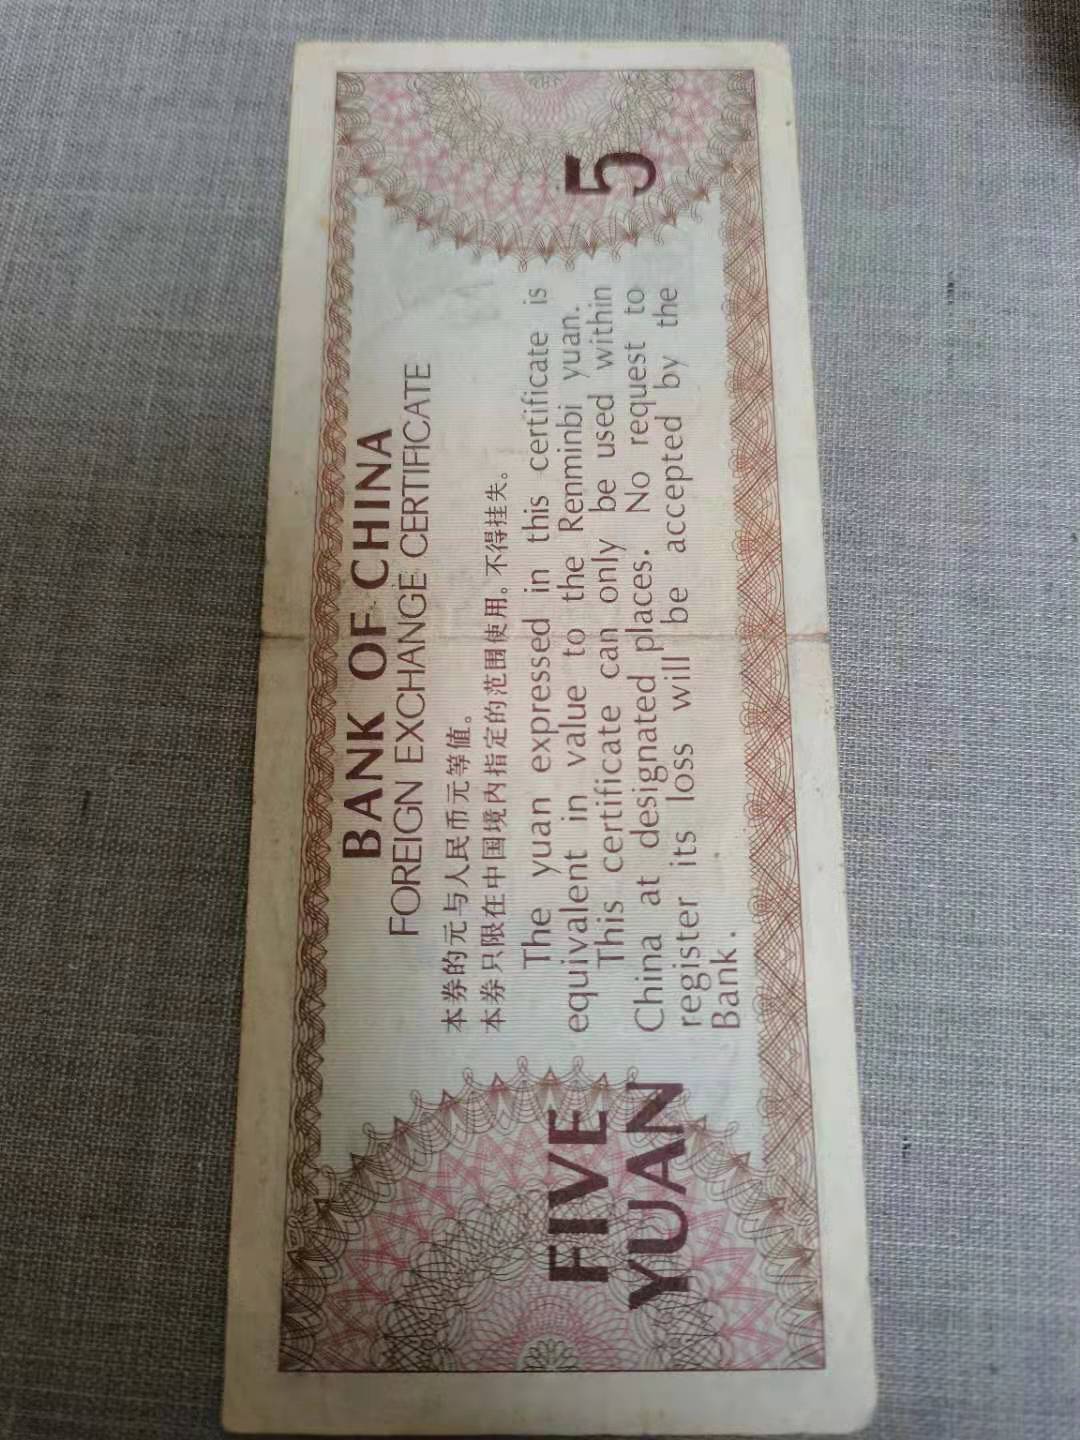 BANK OF CHINA
FOREIGN EXCHANGE CERTIFICATE
本券的元与人民币元等值。
本券只限在中国境内指定的范围使用。不得挂失。
The yuan expressed in this certificate is
equivalent in value to the Renminbi yuan.
This certificate can only be used within
China at designated places. No request to
register its loss will be accepted by the
Bank.
FIVE
YUAN
5